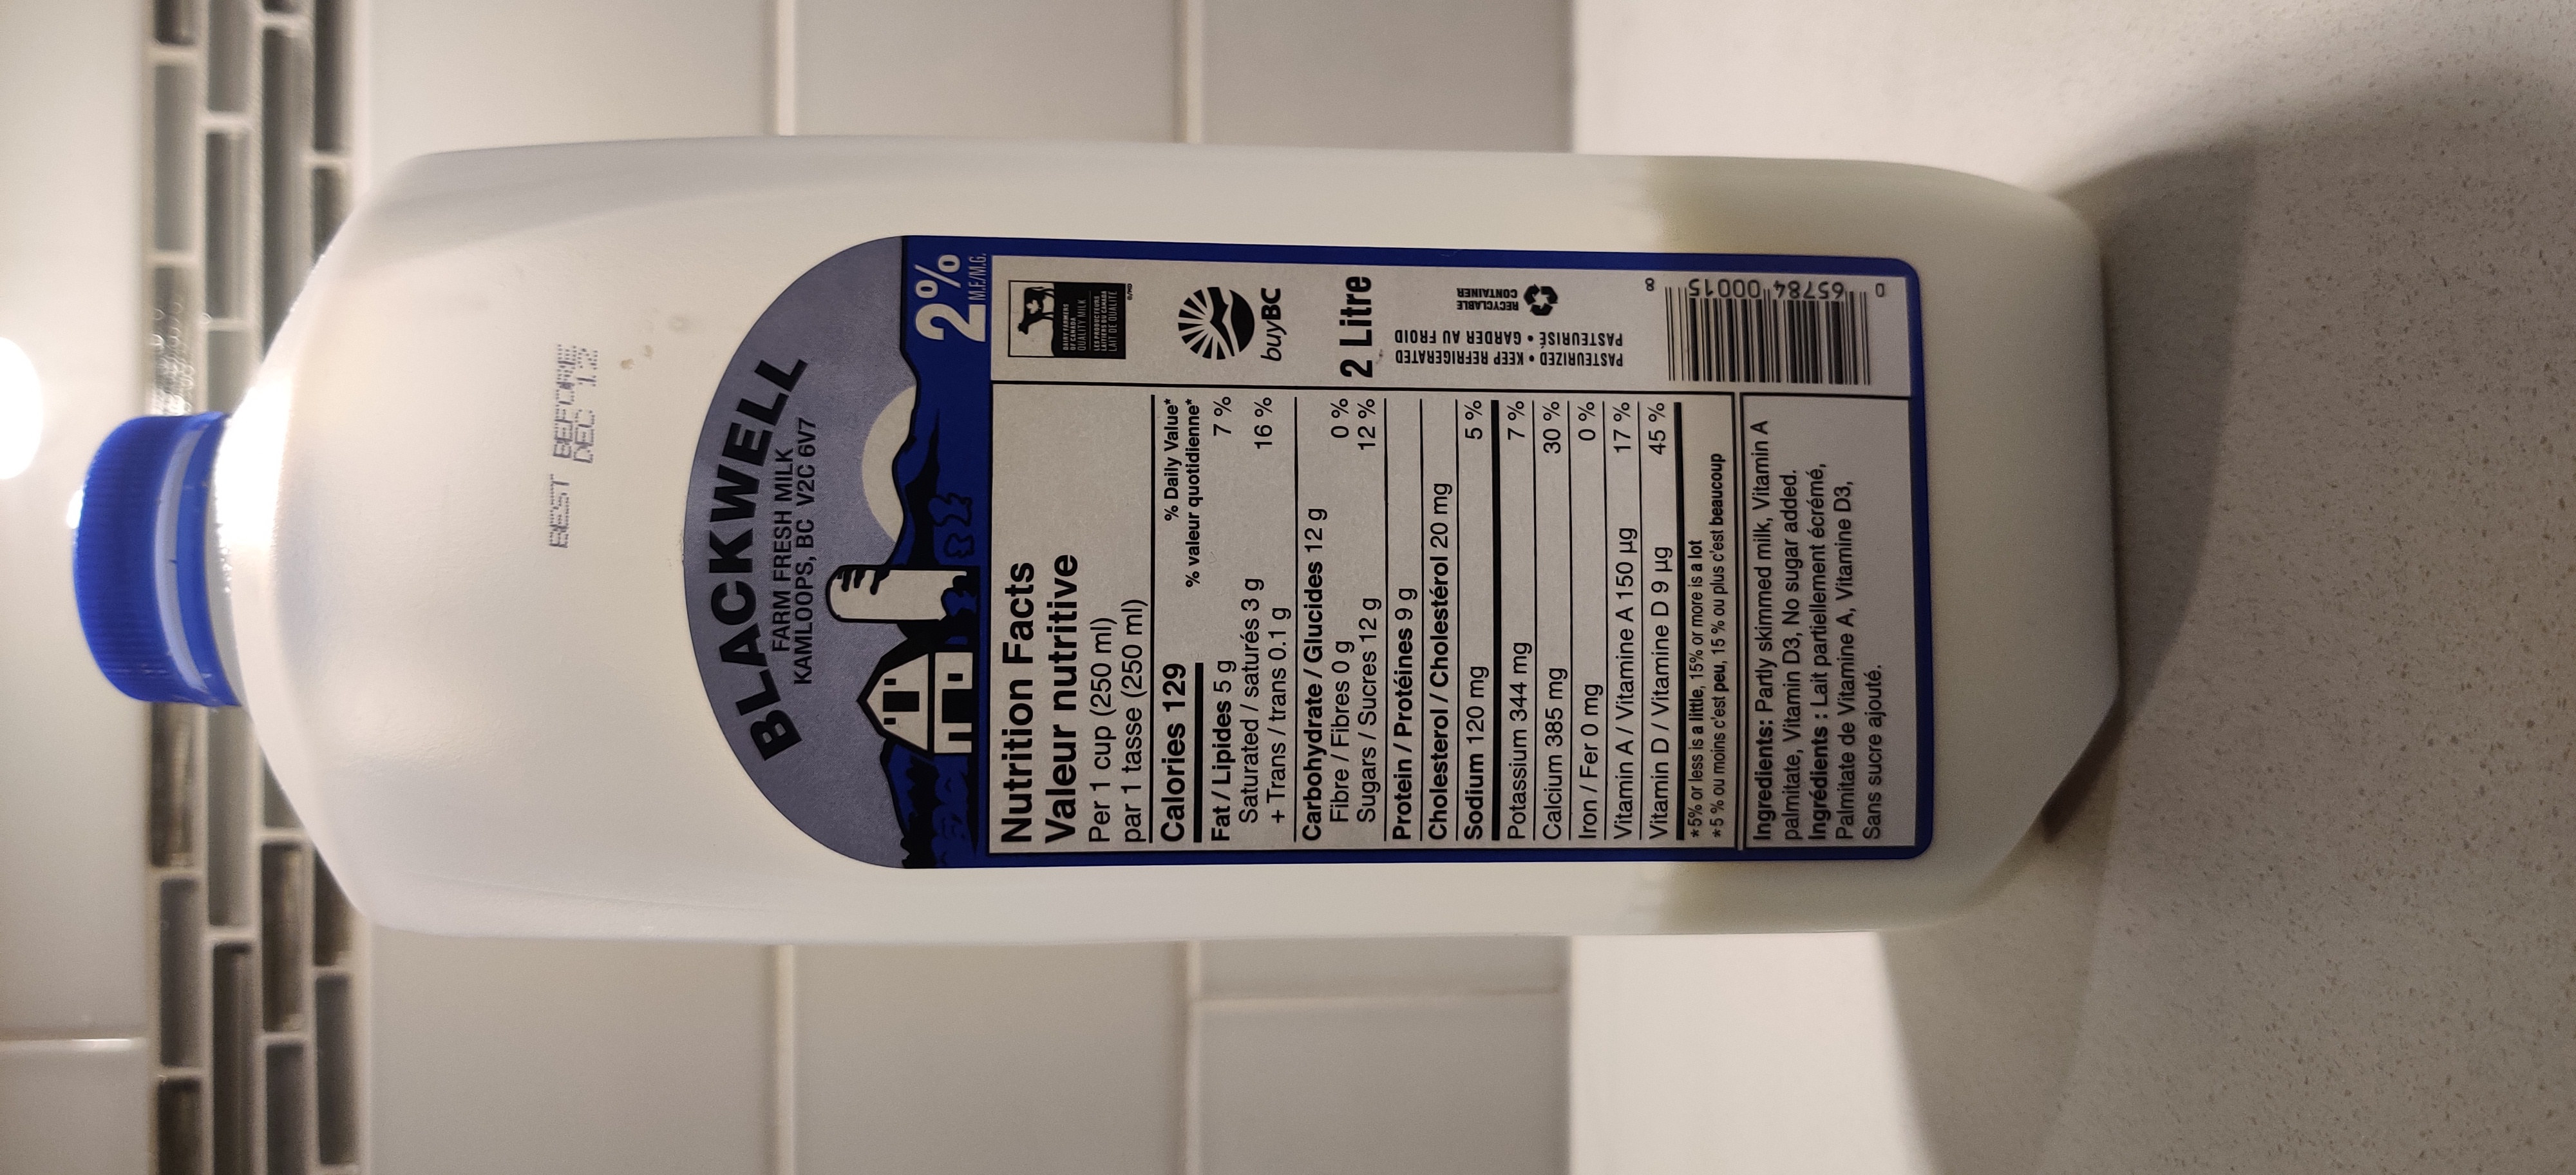 BEST BEFORE
DEC 12
BLACKWELL
FARM FRESH MILK
KAMLOOPS, BC V2C 6V7
2%
M.F./M.G.
Nutrition Facts
Valeur nutritive
Per 1 cup (250 ml)
par 1 tasse (250 ml)
Calories 129
% Daily Value*
% valeur quotidienne*
Fat / Lipides 5 g 7 %
Saturated / saturés 3 g
+ Trans / trans 0.1 g
16 %
Carbohydrate / Glucides 12 g
Fibre / Fibres 0 g 0 %
Sugars / Sucres 12 g 12 %
Protein / Protéines 9 g
Cholesterol / Cholestérol 20 mg
Sodium 120 mg 5 %
Potassium 344 mg 7 %
Calcium 385 mg 30 %
Iron / Fer 0 mg 0 %
Vitamin A / Vitamine A 150 µg 17 %
Vitamin D / Vitamine D 9 µg 45 %
*5% or less is a little, 15% or more is a lot
*5 % ou moins c'est peu, 15 % ou plus c'est beaucoup
Ingredients: Partly skimmed milk, Vitamin A
palmitate, Vitamin D3, No sugar added.
Ingrédients : Lait partiellement écrémé,
Palmitate de Vitamine A, Vitamine D3,
Sans sucre ajouté.
DAIRY FARMERS
OF CANADA
QUALITY MILK
LES PRODUCTEURS
LAITIERS DU CANADA
LAIT DE QUALITÉ
buyBC
2 Litre
PASTEURIZED • KEEP REFRIGERATED
PASTEURISÉ • GARDER AU FROID
RECYCLABLE
CONTAINER
0 65784 00015 8